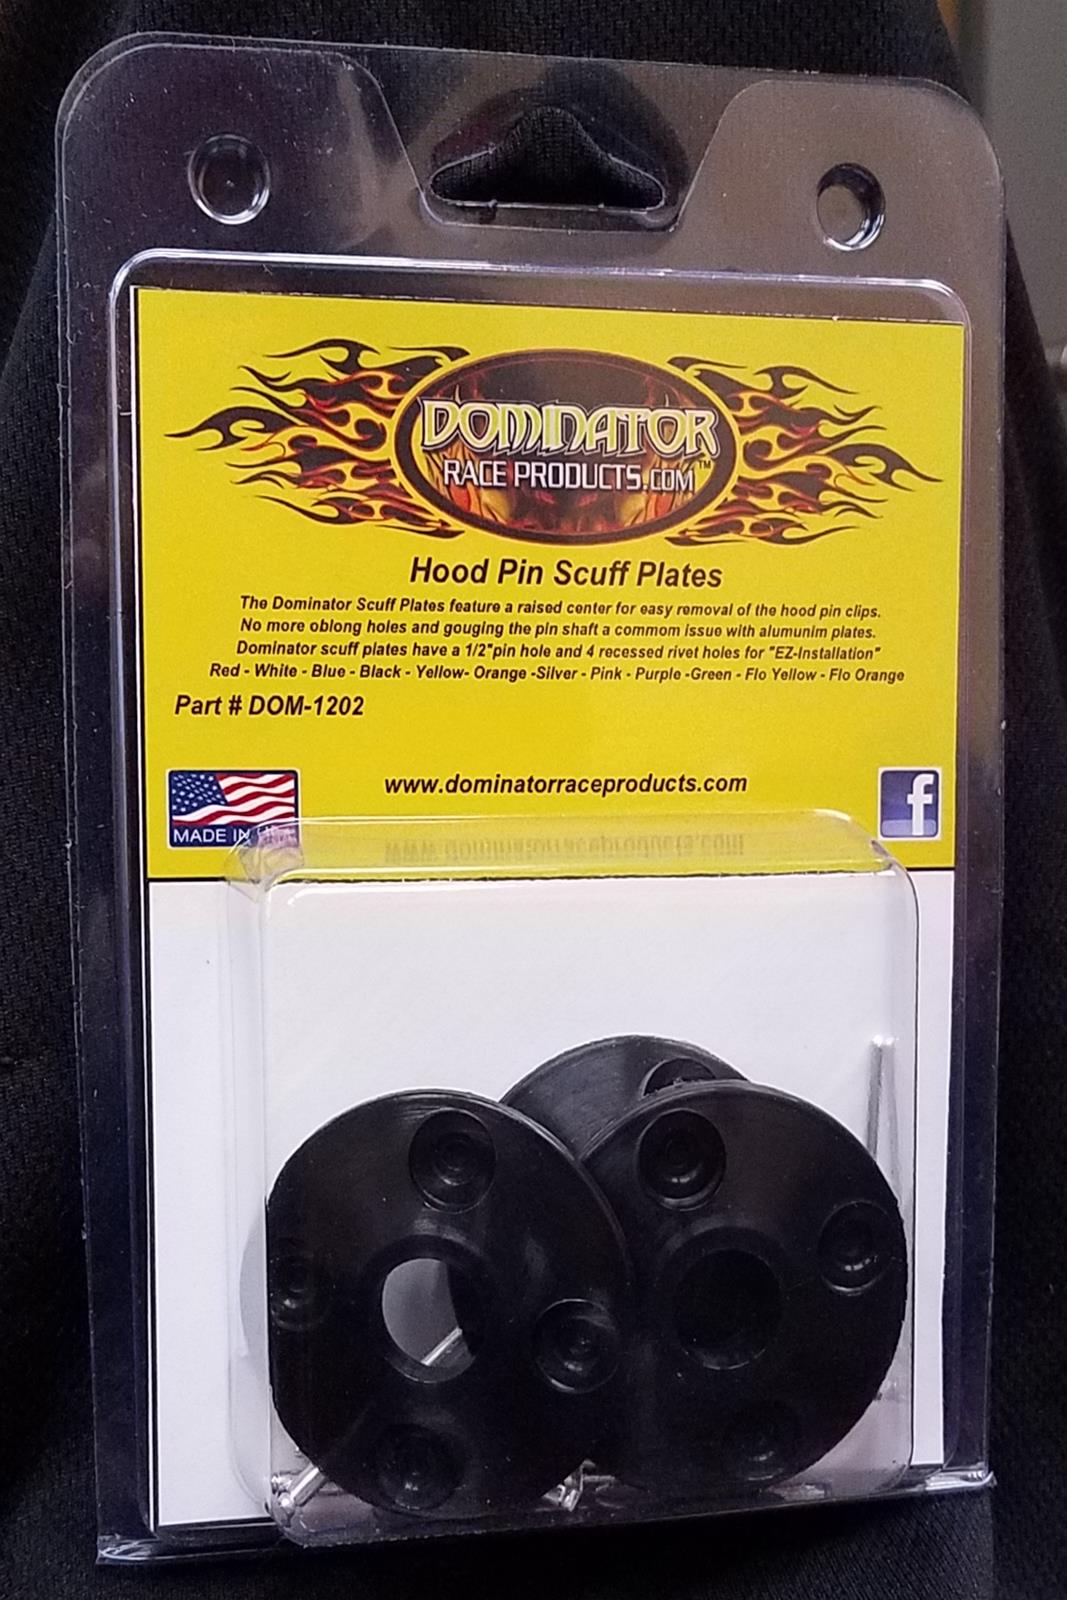 DOMINATOR
RACE PRODUCTS.COM™
Hood Pin Scuff Plates
The Dominator Scuff Plates feature a raised center for easy removal of the hood pin clips.
No more oblong holes and gouging the pin shaft a commom issue with alumunim plates.
Dominator scuff plates have a 1/2"pin hole and 4 recessed rivet holes for "EZ-Installation"
Red - White - Blue - Black - Yellow- Orange -Silver - Pink - Purple -Green - Flo Yellow - Flo Orange
Part # DOM-1202
www.dominatorraceproducts.com
MADE IN USA
f